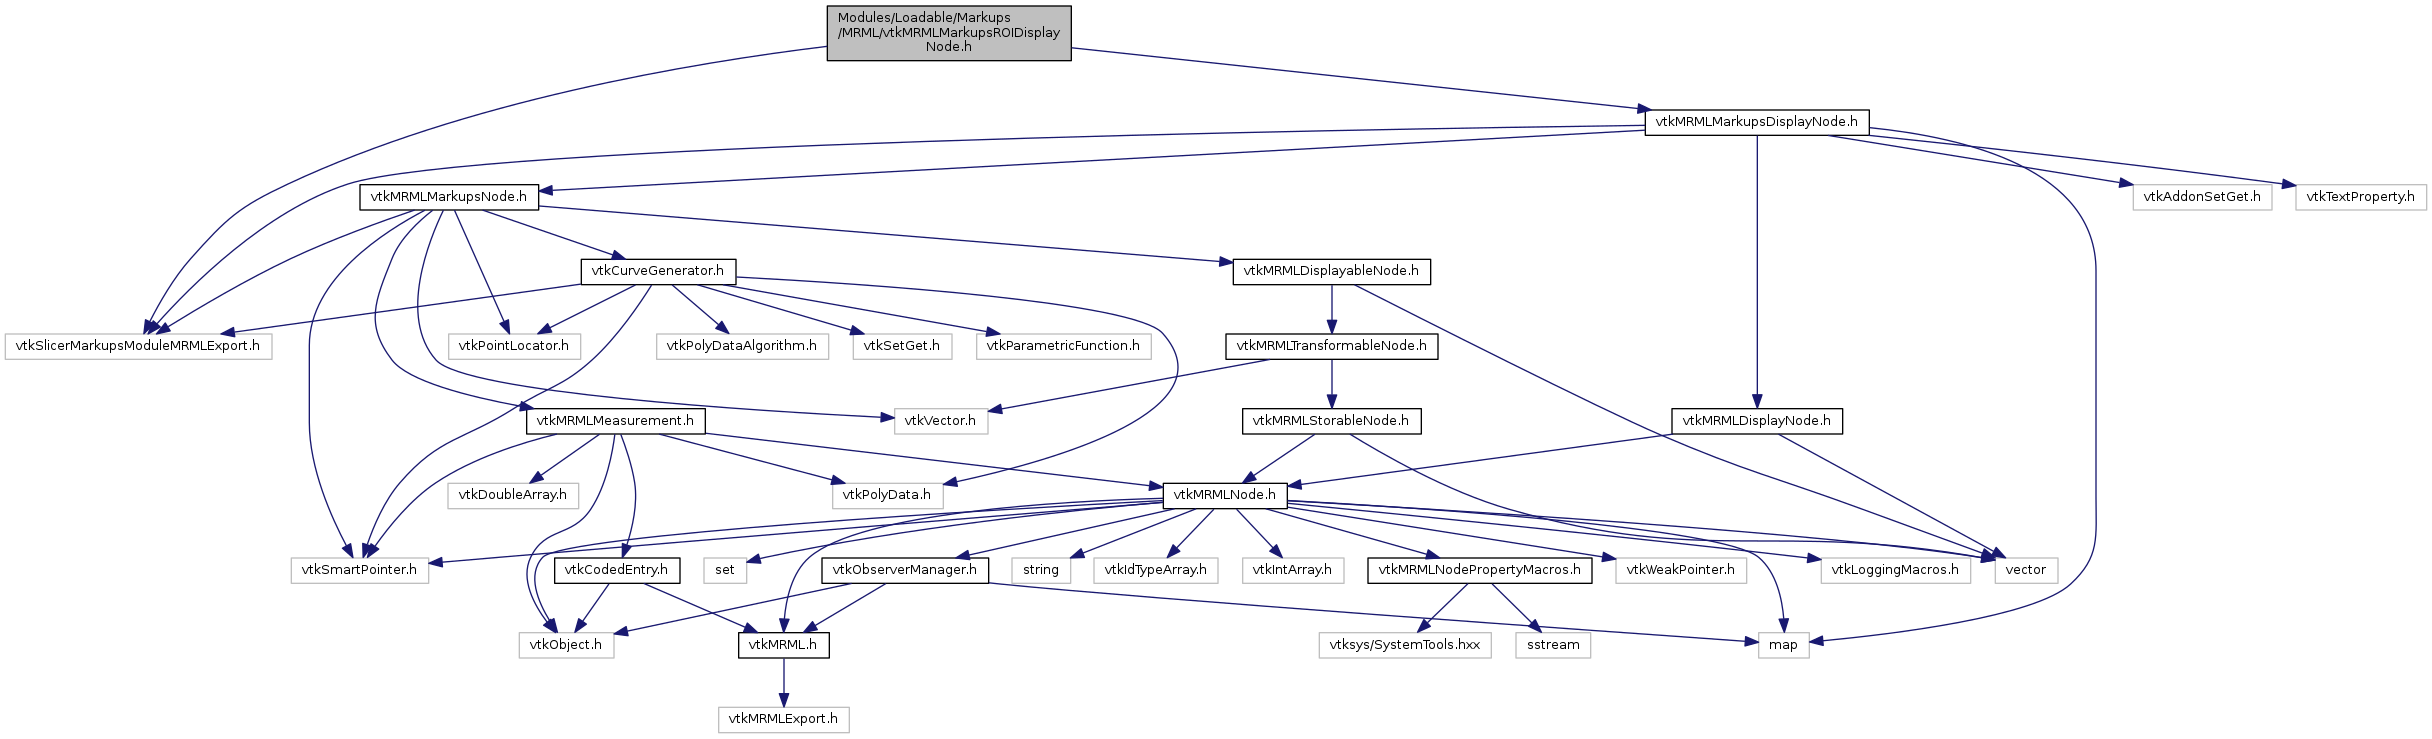 Modules/Loadable/Markups
/MRML/vtkMRMLMarkupsROIDisplay
Node.h
vtkMRMLMarkupsDisplayNode.h
vtkMRMLMarkupsNode.h
vtkAddonSetGet.h
vtkTextProperty.h
vtkCurveGenerator.h
vtkMRMLDisplayableNode.h
vtkSlicerMarkupsModuleMRMLExport.h
vtkPointLocator.h
vtkPolyDataAlgorithm.h
vtkSetGet.h
vtkParametricFunction.h
vtkMRMLTransformableNode.h
vtkMRMLMeasurement.h
vtkVector.h
vtkMRMLStorableNode.h
vtkMRMLDisplayNode.h
vtkDoubleArray.h
vtkPolyData.h
vtkMRMLNode.h
vtkSmartPointer.h
vtkCodedEntry.h
set
vtkObserverManager.h
string
vtkIdTypeArray.h
vtkIntArray.h
vtkMRMLNodePropertyMacros.h
vtkWeakPointer.h
vtkLoggingMacros.h
vector
vtkObject.h
vtkMRML.h
vtksys/SystemTools.hxx
sstream
map
vtkMRMLExport.h